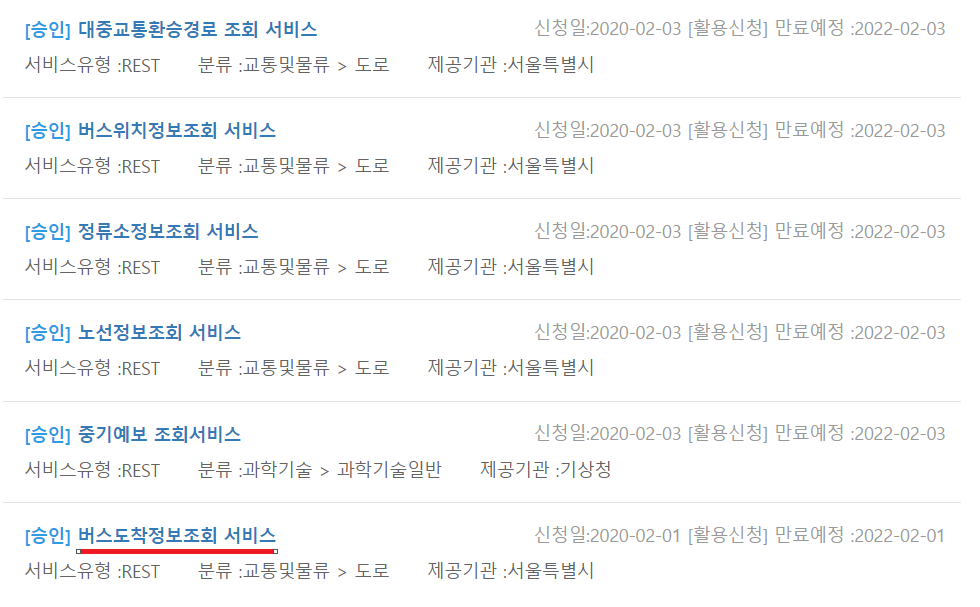 [승인] 대중교통환승경로 조회 서비스 신청일:2020-02-03 [활용신청] 만료예정 :2022-02-03
서비스유형 :REST 분류 :교통및물류 > 도로 제공기관 :서울특별시
[승인] 버스위치정보조회 서비스 신청일:2020-02-03 [활용신청] 만료예정 :2022-02-03
서비스유형 :REST 분류 :교통및물류 > 도로 제공기관 :서울특별시
[승인] 정류소정보조회 서비스 신청일:2020-02-03 [활용신청] 만료예정 :2022-02-03
서비스유형 :REST 분류 :교통및물류 > 도로 제공기관 :서울특별시
[승인] 노선정보조회 서비스 신청일:2020-02-03 [활용신청] 만료예정 :2022-02-03
서비스유형 :REST 분류 :교통및물류 > 도로 제공기관 :서울특별시
[승인] 중기예보 조회서비스 신청일:2020-02-03 [활용신청] 만료예정 :2022-02-03
서비스유형 :REST 분류 :과학기술 > 과학기술일반 제공기관 :기상청
[승인] 버스도착정보조회 서비스 신청일:2020-02-01 [활용신청] 만료예정 :2022-02-01
서비스유형 :REST 분류 :교통및물류 > 도로 제공기관 :서울특별시